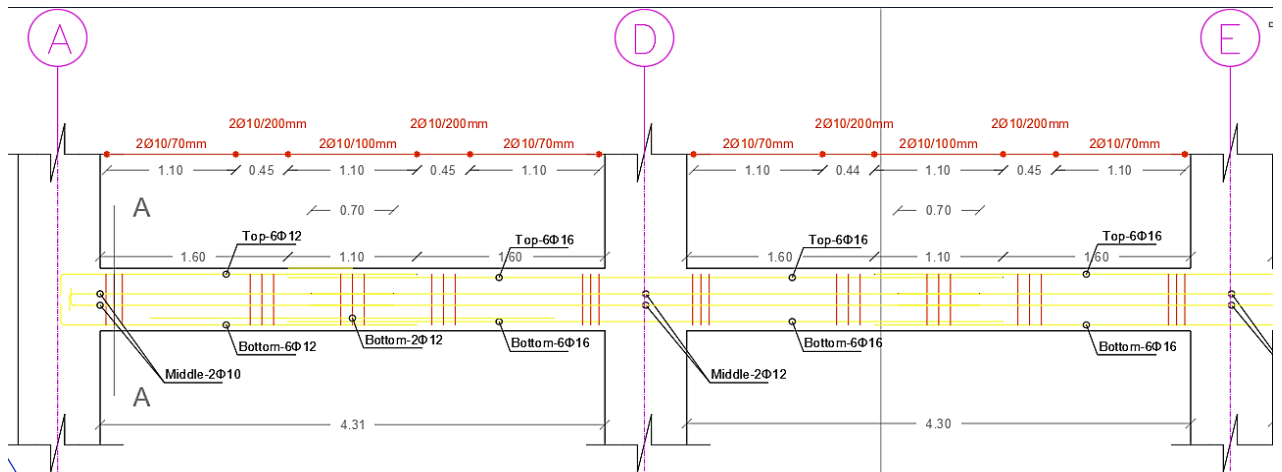 A
D
E
2Ø10/200mm
2Ø10/200mm
2Ø10/200mm
2Ø10/200mm
2Ø10/70mm
2Ø10/100mm
2Ø10/70mm
2Ø10/70mm
2Ø10/100mm
2Ø10/70mm
1.10
0.45
1.10
0.45
1.10
1.10
0.44
1.10
0.45
1.10
A
0.70
0.70
Top-6Φ12
Top-6Φ16
Top-6Φ16
Top-6Φ16
1.60
1.10
1.60
1.60
1.10
1.60
Bottom-6Φ12
Bottom-2Φ12
Bottom-6Φ16
Bottom-6Φ16
Bottom-6Φ16
Middle-2Φ10
Middle-2Φ12
A
4.31
4.30